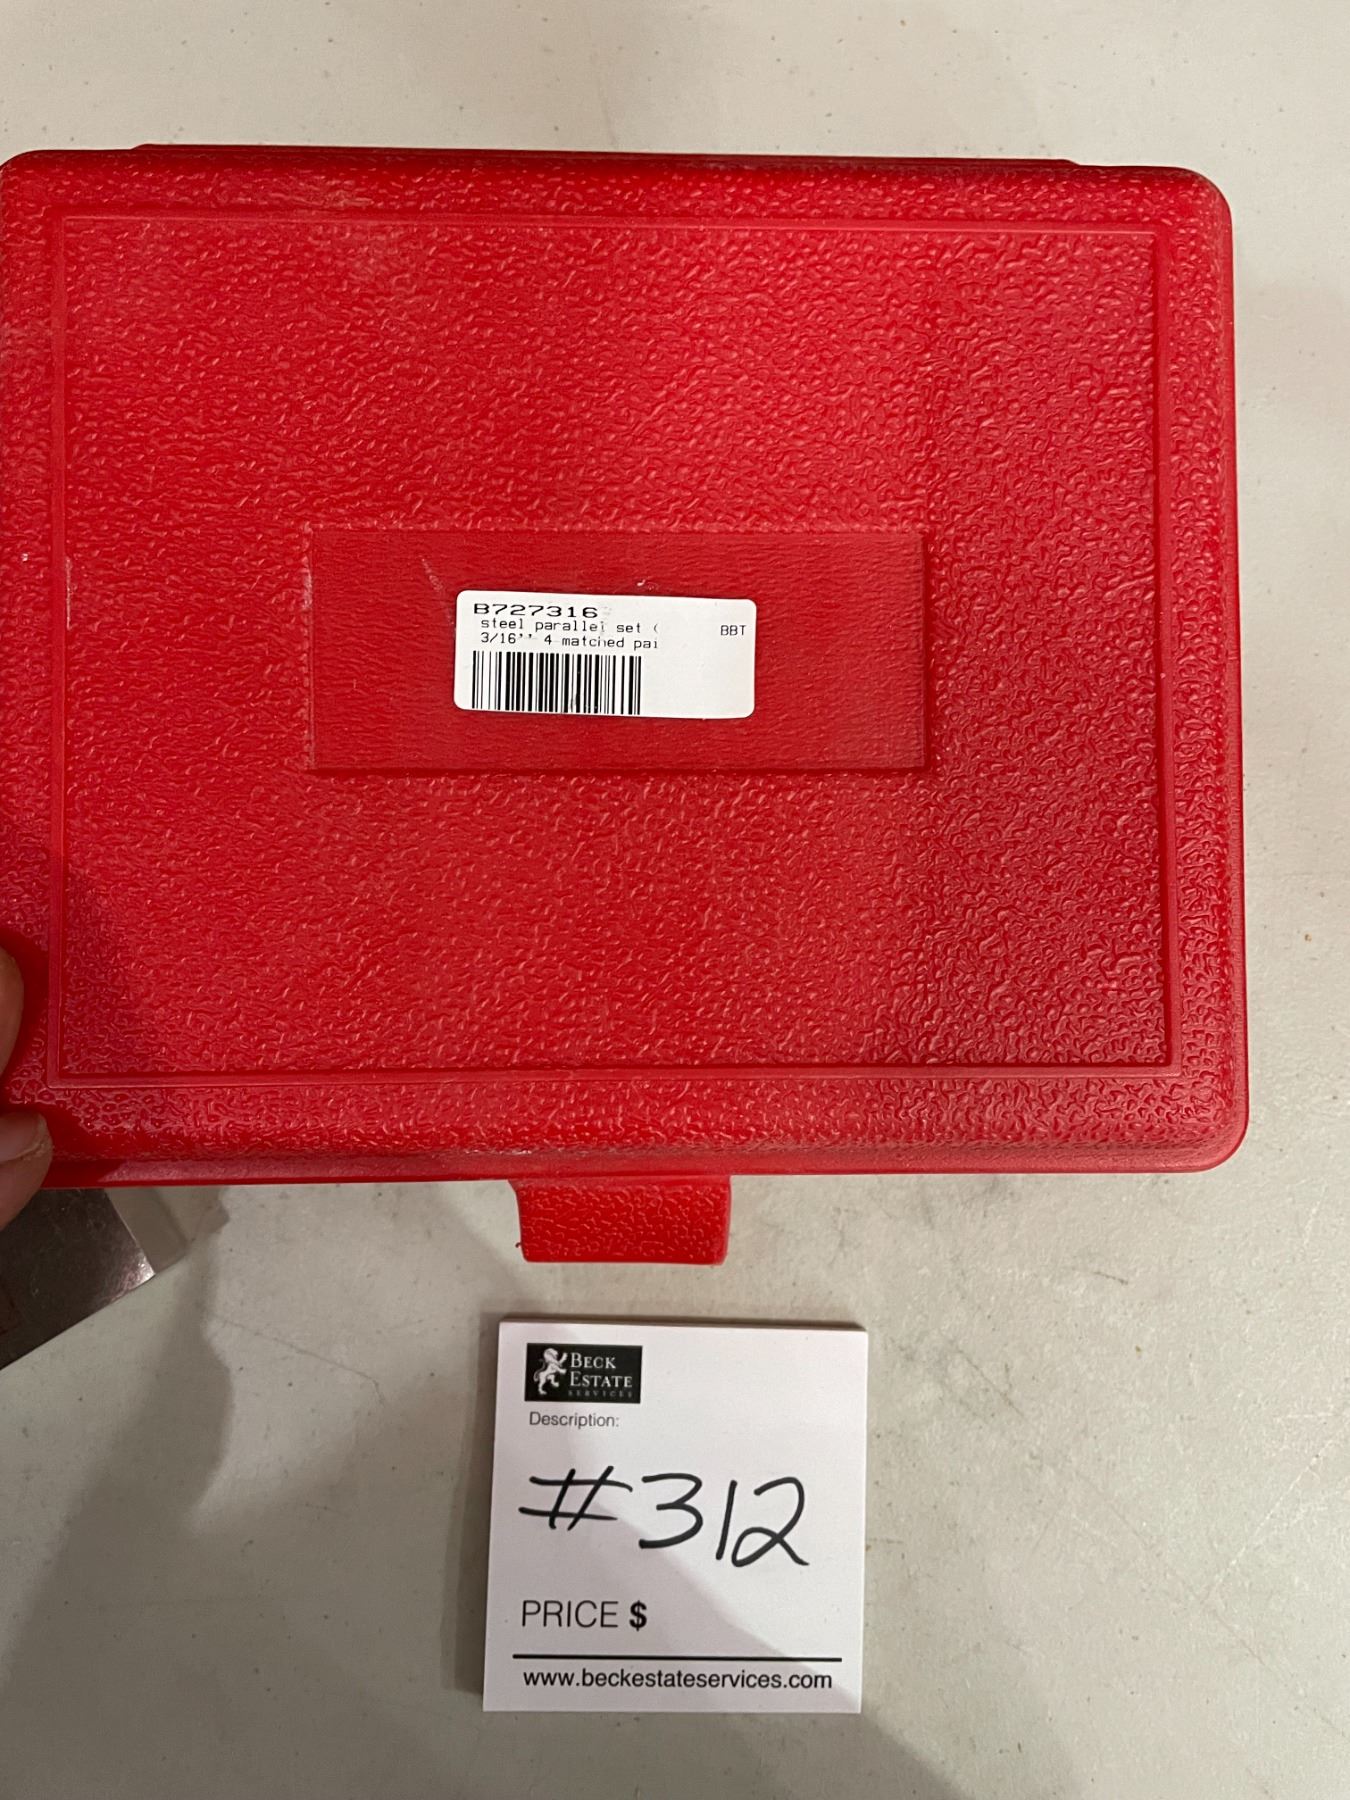 B727316
steel parallel set ( BBT
3/16'' 4 matched pai
BECK
ESTATE
SERVICES
Description:
#312
PRICE $
www.beckestateservices.com